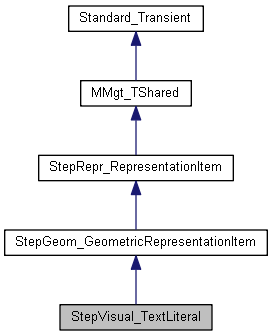 Standard_Transient
MMgt_TShared
StepRepr_RepresentationItem
StepGeom_GeometricRepresentationItem
StepVisual_TextLiteral